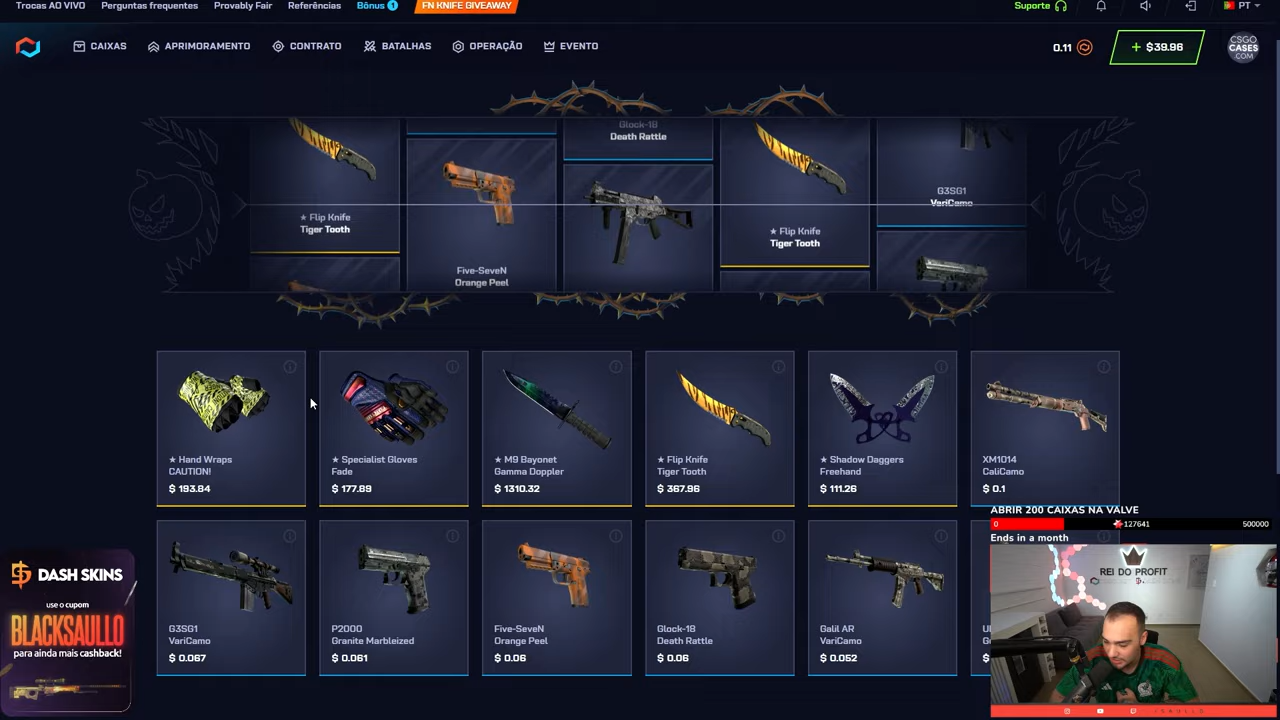 Trocas AO VIVO Perguntas frequentes Provably Fair Referências Bônus 1 FN KNIFE GIVEAWAY Suporte PT
CAIXAS APRIMORAMENTO CONTRATO BATALHAS OPERAÇÃO EVENTO 0.11 + $39.96 CSGO CASES .COM
Glock-18
Death Rattle
G3SG1
VariCamo
★ Flip Knife
Tiger Tooth
★ Flip Knife
Tiger Tooth
Five-SeveN
Orange Peel
★ Hand Wraps
CAUTION!
$ 193.84
★ Specialist Gloves
Fade
$ 177.89
★ M9 Bayonet
Gamma Doppler
$ 1310.32
★ Flip Knife
Tiger Tooth
$ 367.96
★ Shadow Daggers
Freehand
$ 111.26
XM1014
CaliCamo
$ 0.1
G3SG1
VariCamo
$ 0.067
P2000
Granite Marbleized
$ 0.061
Five-SeveN
Orange Peel
$ 0.06
Glock-18
Death Rattle
$ 0.06
Galil AR
VariCamo
$ 0.052
ABRIR 200 CAIXAS NA VALVE
0 127641 500000
Ends in a month
REI DO PROFIT
DASH SKINS
use o cupom
BLACKSAULLO
para ainda mais cashback!